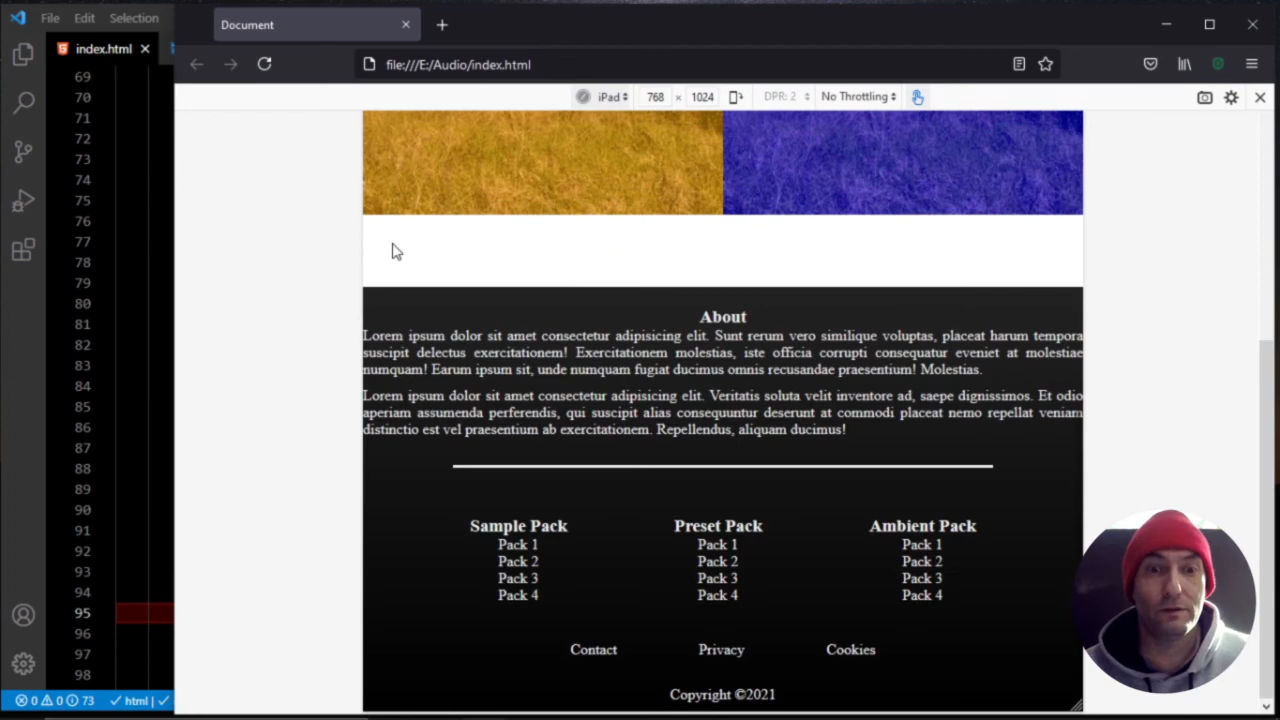 File Edit Selection
Document
index.html
file:///E:/Audio/index.html
iPad 768 × 1024 DPR: 2 No Throttling
69
70
71
72
73
74
75
76
77
78
79
80
81
82
83
84
85
86
87
88
89
90
91
92
93
94
95
96
97
98
About
Lorem ipsum dolor sit amet consectetur adipisicing elit. Sunt rerum vero similique voluptas, placeat harum tempora
suscipit delectus exercitationem! Exercitationem molestias, iste officia corrupti consequatur eveniet at molestiae
numquam! Earum ipsum sit, unde numquam fugiat ducimus omnis recusandae praesentium! Molestias.
Lorem ipsum dolor sit amet consectetur adipisicing elit. Veritatis soluta velit inventore ad, saepe dignissimos. Et odio
aperiam assumenda perferendis, qui suscipit alias consequuntur deserunt at commodi placeat nemo repellat veniam
distinctio est vel praesentium ab exercitationem. Repellendus, aliquam ducimus!
Sample Pack Preset Pack Ambient Pack
Pack 1 Pack 1 Pack 1
Pack 2 Pack 2 Pack 2
Pack 3 Pack 3 Pack 3
Pack 4 Pack 4 Pack 4
Contact Privacy Cookies
Copyright ©2021
0 0 73 html